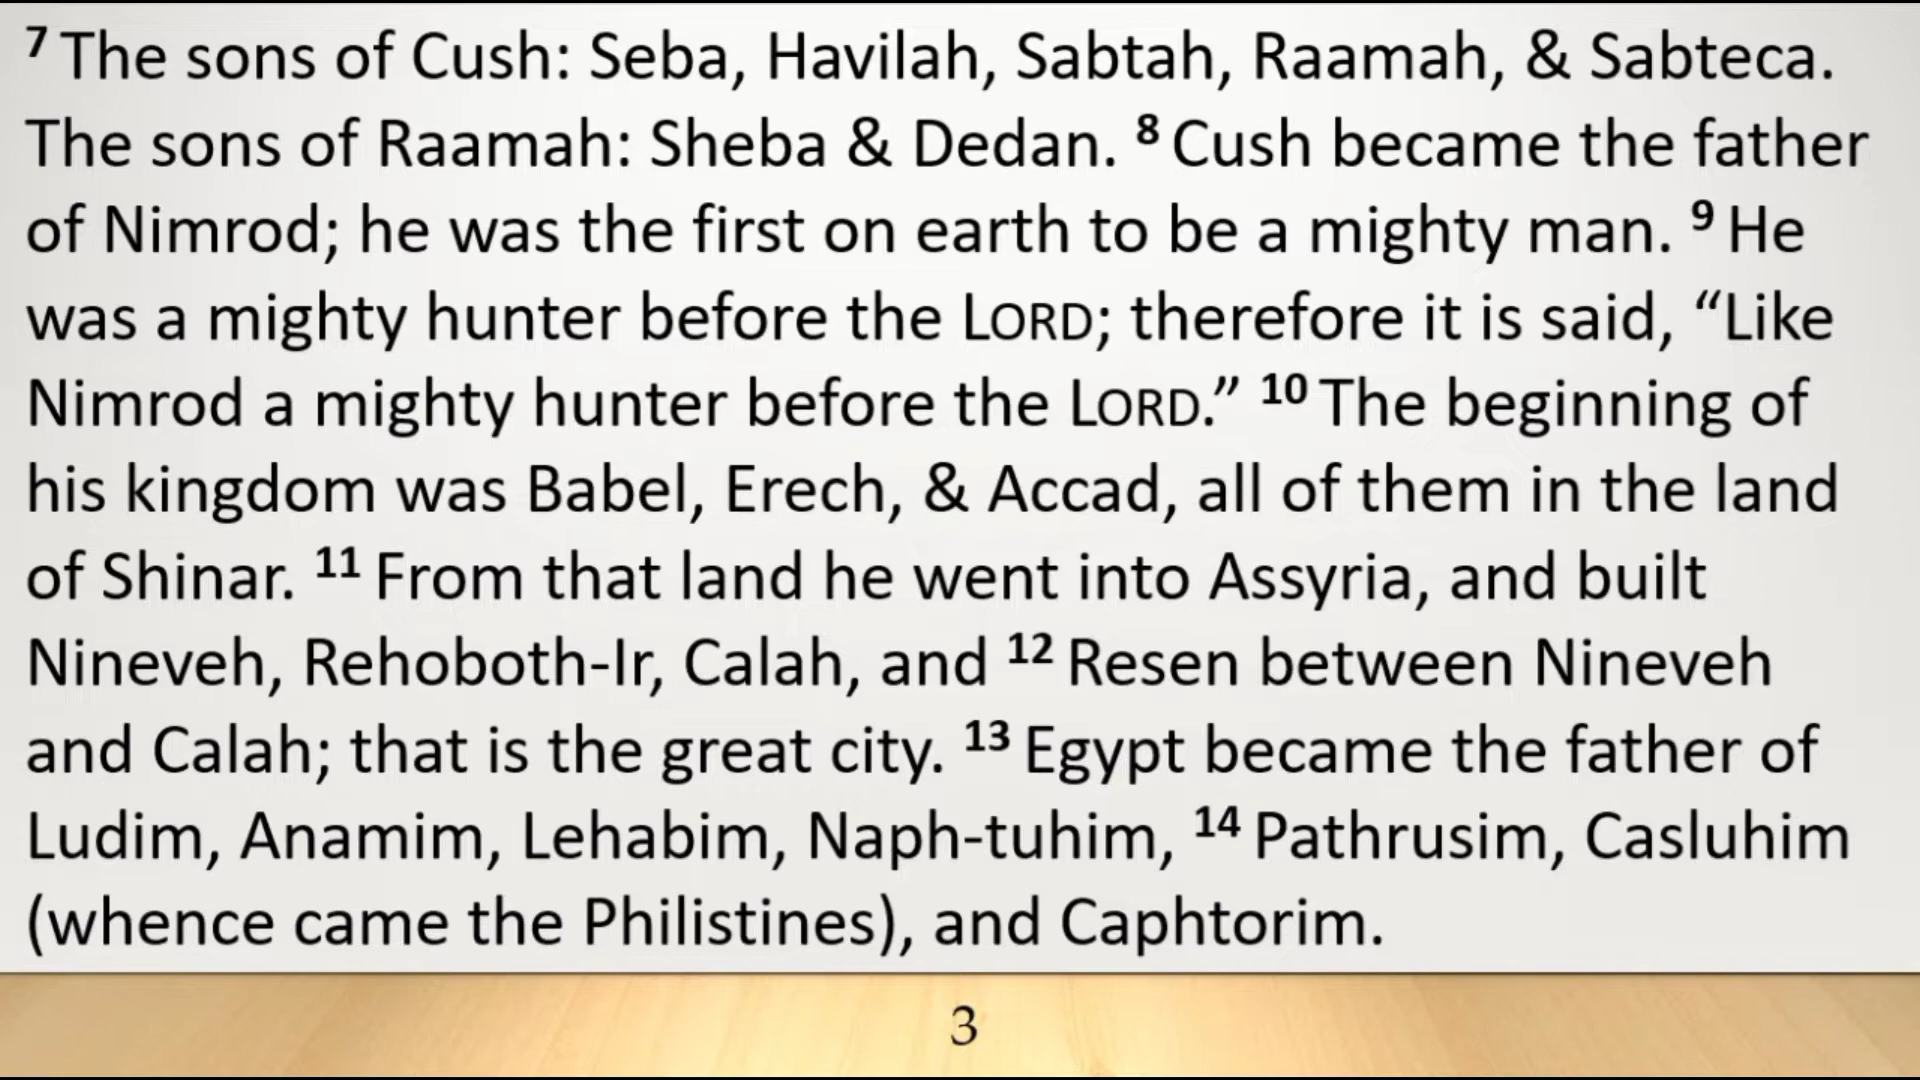 7 The sons of Cush: Seba, Havilah, Sabtah, Raamah, & Sabteca.
The sons of Raamah: Sheba & Dedan. 8 Cush became the father
of Nimrod; he was the first on earth to be a mighty man. 9 He
was a mighty hunter before the LORD; therefore it is said, “Like
Nimrod a mighty hunter before the LORD.” 10 The beginning of
his kingdom was Babel, Erech, & Accad, all of them in the land
of Shinar. 11 From that land he went into Assyria, and built
Nineveh, Rehoboth-Ir, Calah, and 12 Resen between Nineveh
and Calah; that is the great city. 13 Egypt became the father of
Ludim, Anamim, Lehabim, Naph-tuhim, 14 Pathrusim, Casluhim
(whence came the Philistines), and Caphtorim.
3